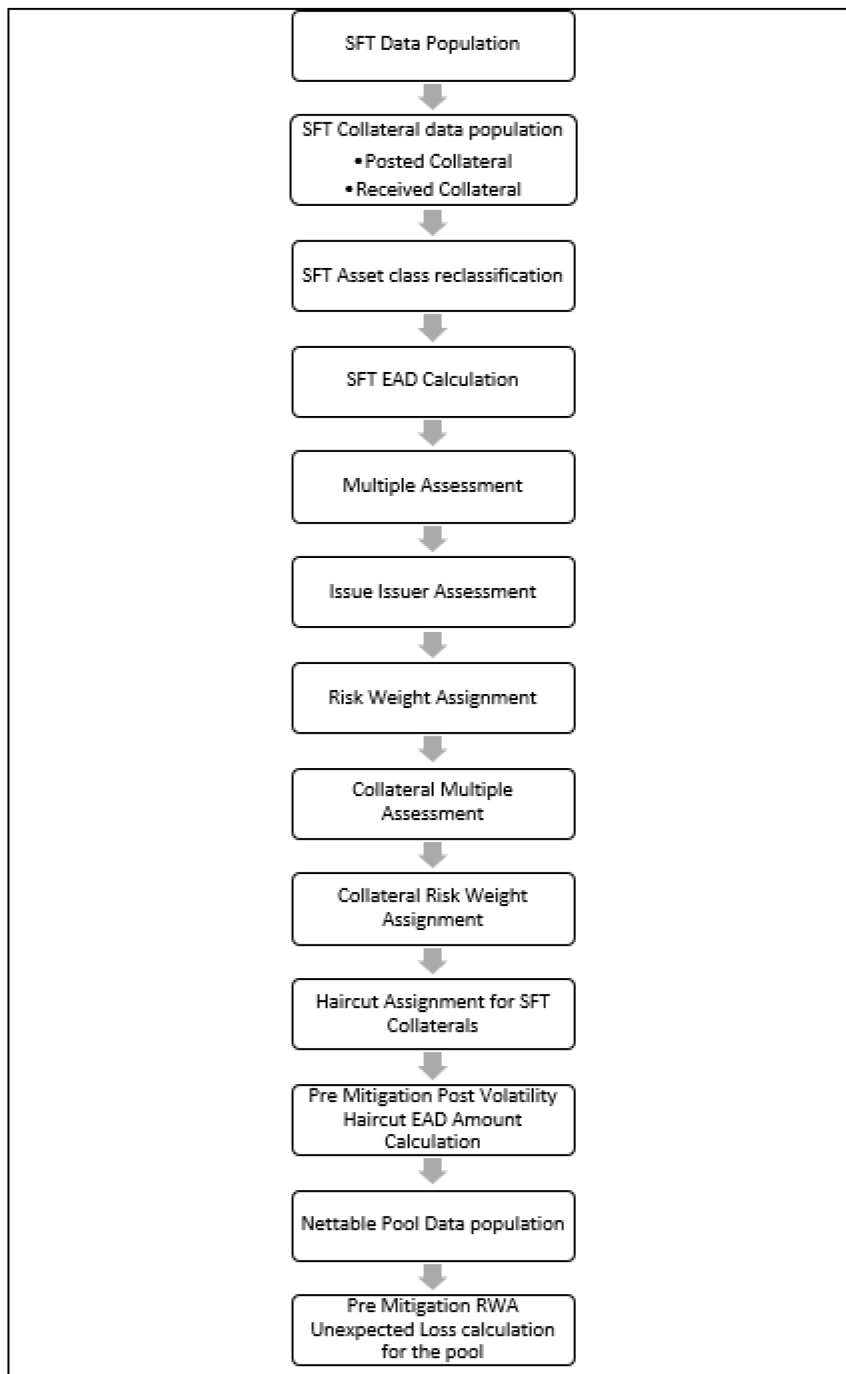 SFT Data Population
SFT Collateral data population
•Posted Collateral
•Received Collateral
SFT Asset class reclassification
SFT EAD Calculation
Multiple Assessment
Issue Issuer Assessment
Risk Weight Assignment
Collateral Multiple
Assessment
Collateral Risk Weight
Assignment
Haircut Assignment for SFT
Collaterals
Pre Mitigation Post Volatility
Haircut EAD Amount
Calculation
Nettable Pool Data population
Pre Mitigation RWA
Unexpected Loss calculation
for the pool